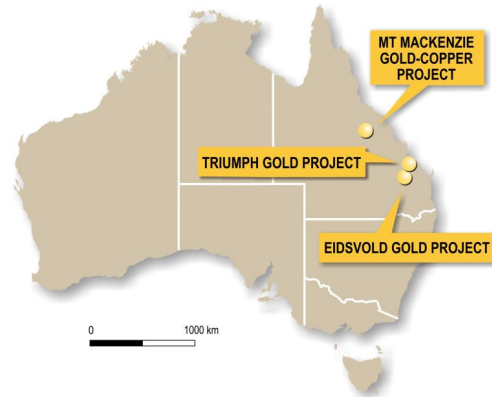 MT MACKENZIE
GOLD-COPPER
PROJECT
TRIUMPH GOLD PROJECT
EIDSVOLD GOLD PROJECT
0 1000 km